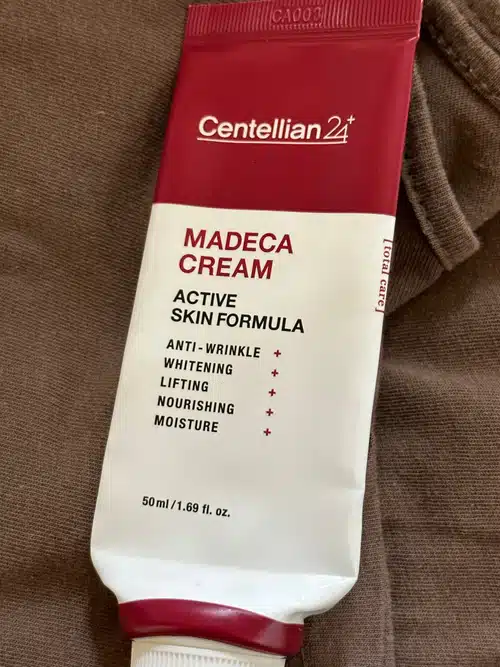 CA003
Centellian24+
MADECA
CREAM
[total care]
ACTIVE
SKIN FORMULA
ANTI-WRINKLE +
WHITENING +
LIFTING +
NOURISHING +
MOISTURE +
50ml/1.69 fl. oz.